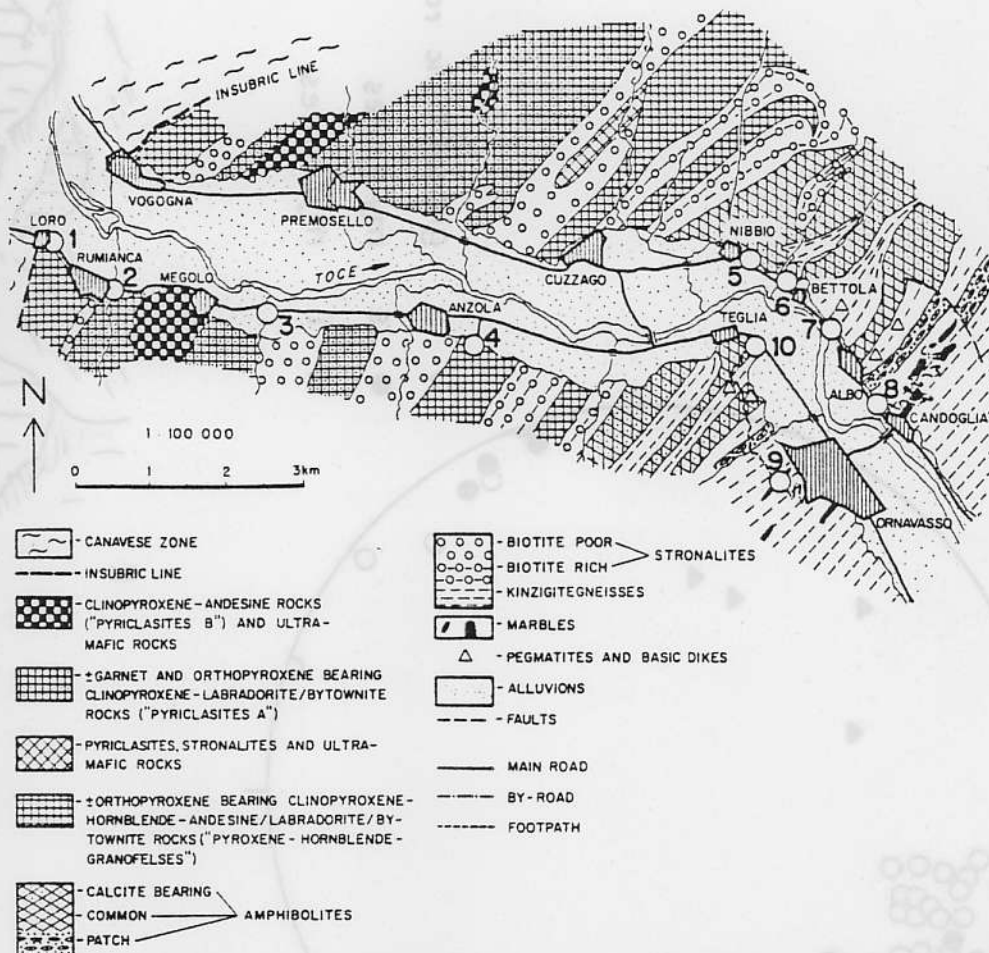 INSUBRIC LINE
VOGOGNA
PREMOSELLO
LORO
1
RUMIANCA
2
MEGOLO
TOCE
3
ANZOLA
4
CUZZAGO
NIBBIO
5
6
BETTOLA
TEGLIA
7
10
ALBO
8
CANDOGLIA
9
ORNAVASSO
N
1 100 000
0 1 2 3km
- CANAVESE ZONE
- INSUBRIC LINE
- CLINOPYROXENE-ANDESINE ROCKS
("PYRICLASITES B") AND ULTRA-
MAFIC ROCKS
- ±GARNET AND ORTHOPYROXENE BEARING
CLINOPYROXENE-LABRADORITE/BYTOWNITE
ROCKS ("PYRICLASITES A")
- PYRICLASITES, STRONALITES AND ULTRA-
MAFIC ROCKS
- ±ORTHOPYROXENE BEARING CLINOPYROXENE-
HORNBLENDE-ANDESINE/LABRADORITE/BY-
TOWNITE ROCKS ("PYROXENE-HORNBLENDE-
GRANOFELSES")
- CALCITE BEARING
- COMMON
- PATCH
AMPHIBOLITES
- BIOTITE POOR
- BIOTITE RICH
STRONALITES
- KINZIGITEGNEISSES
- MARBLES
- PEGMATITES AND BASIC DIKES
- ALLUVIONS
- FAULTS
- MAIN ROAD
- BY-ROAD
- FOOTPATH